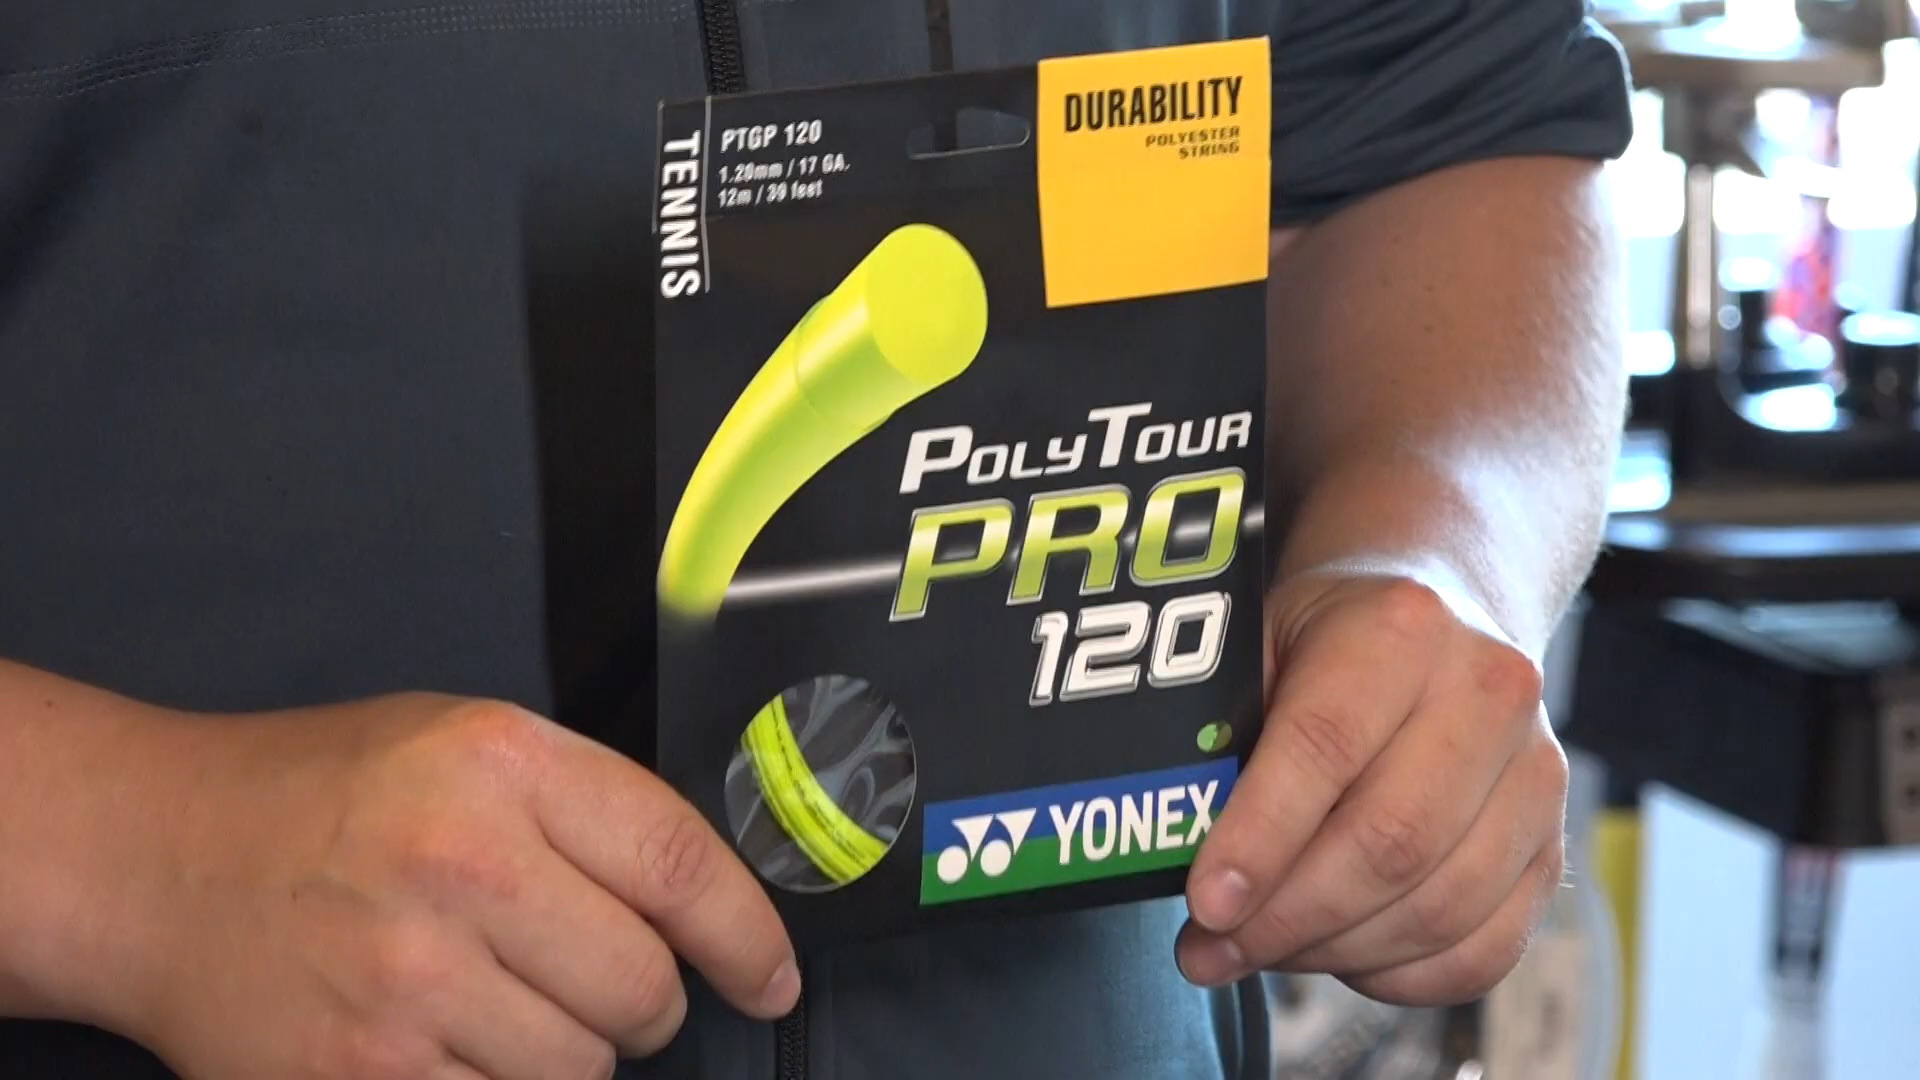 TENNIS
PTGP 120
1.20mm / 17 GA.
12m / 39 feet
DURABILITY
POLYESTER
STRING
POLYTOUR
PRO
120
YONEX